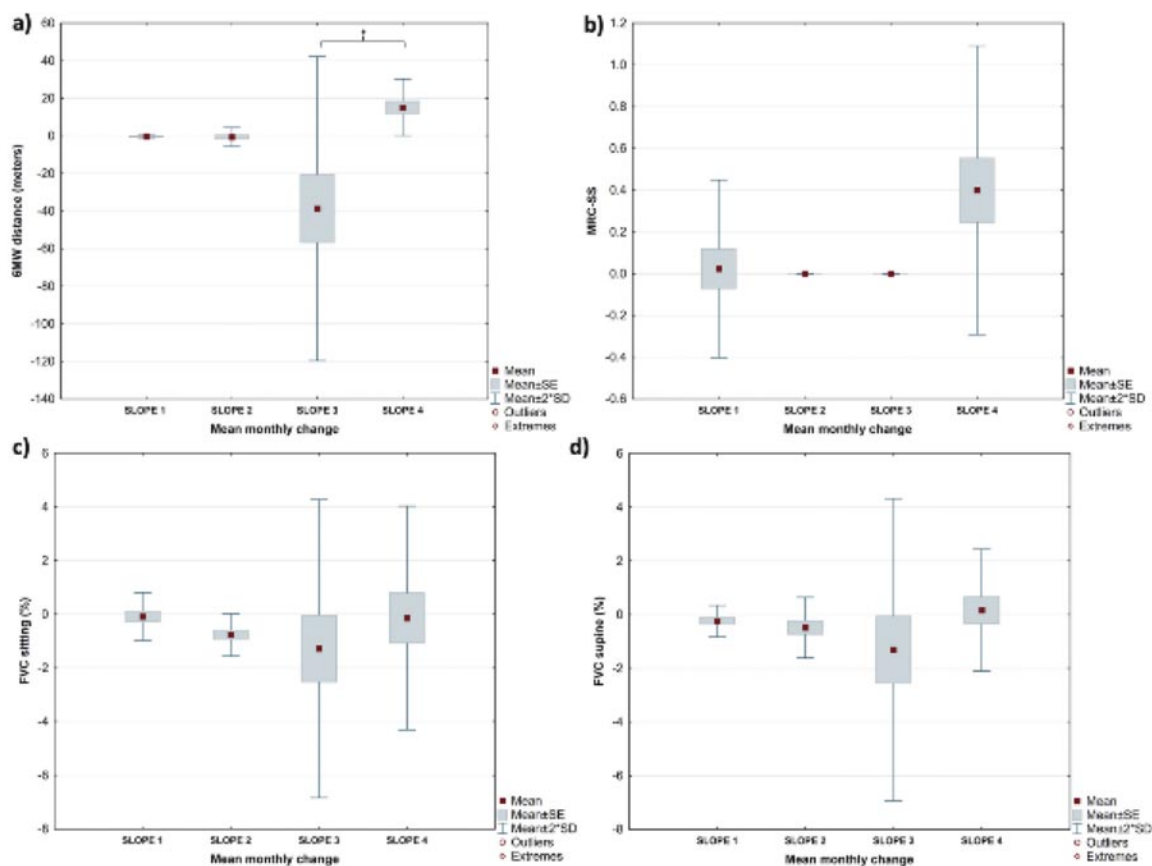 a)
60
40
20
0
-20
-40
-60
-80
-100
-120
-140
6MW distance (meters)
†
SLOPE 1 SLOPE 2 SLOPE 3 SLOPE 4
Mean monthly change
Mean
Mean±SE
Mean±2*SD
Outliers
Extremes
b)
1.2
1.0
0.8
0.6
0.4
0.2
0.0
-0.2
-0.4
-0.6
MRC-SS
SLOPE 1 SLOPE 2 SLOPE 3 SLOPE 4
Mean monthly change
Mean
Mean±SE
Mean±2*SD
Outliers
Extremes
c)
6
4
2
0
-2
-4
-6
-8
FVC sitting (%)
SLOPE 1 SLOPE 2 SLOPE 3 SLOPE 4
Mean monthly change
Mean
Mean±SE
Mean±2*SD
Outliers
Extremes
d)
6
4
2
0
-2
-4
-6
-8
FVC supine (%)
SLOPE 1 SLOPE 2 SLOPE 3 SLOPE 4
Mean monthly change
Mean
Mean±SE
Mean±2*SD
Outliers
Extremes